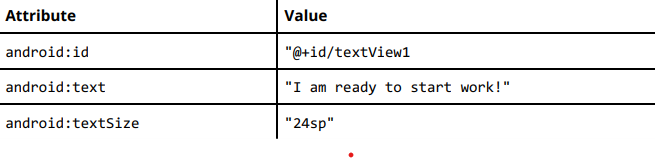 Attribute Value
android:id "@+id/textView1
android:text "I am ready to start work!"
android:textSize "24sp"